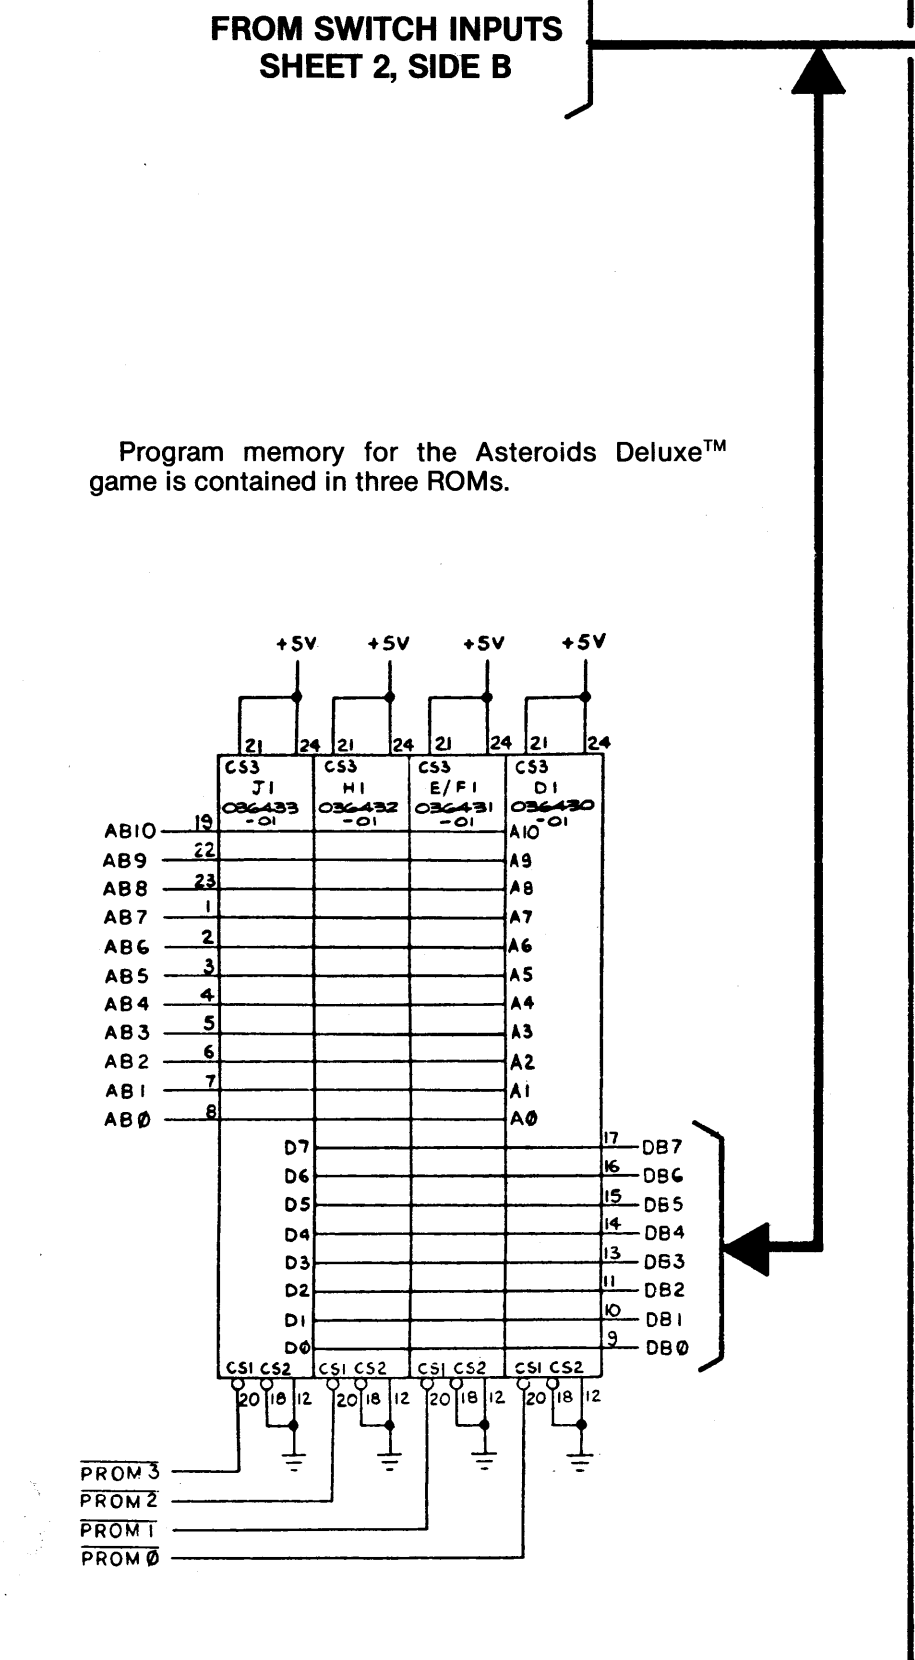 FROM SWITCH INPUTS
SHEET 2, SIDE B
Program memory for the Asteroids Deluxe™
game is contained in three ROMs.
+5V +5V +5V +5V
21 24 21 24 21 24 21 24
CS3 CS3 CS3 CS3
J1 H1 E/F1 D1
036433 036432 036431 036430
-01 -01 -01 -01
AB10 19 A10
AB9 22 A9
AB8 23 A8
AB7 1 A7
AB6 2 A6
AB5 3 A5
AB4 4 A4
AB3 5 A3
AB2 6 A2
AB1 7 A1
ABØ 8 AØ
D7 17 DB7
D6 16 DB6
D5 15 DB5
D4 14 DB4
D3 13 DB3
D2 11 DB2
D1 10 DB1
DØ 9 DBØ
CS1 CS2 CS1 CS2 CS1 CS2 CS1 CS2
20 18 12 20 18 12 20 18 12 20 18 12
PROM 3
PROM 2
PROM 1
PROM Ø